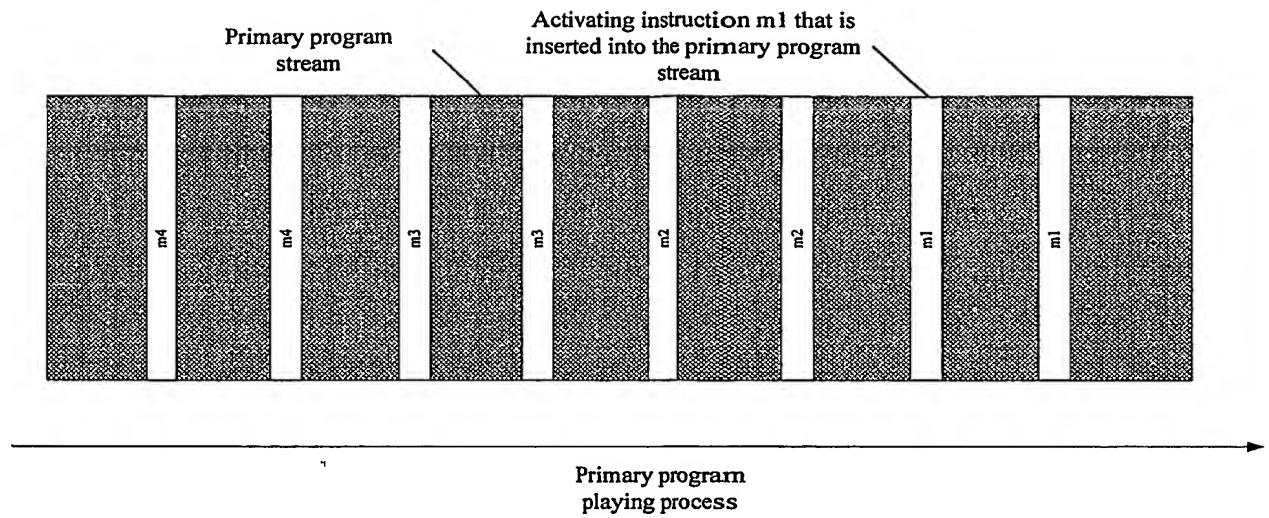 Primary program
stream
Activating instruction m1 that is
inserted into the primary program
stream
m4
m4
m3
m3
m2
m2
m1
m1
Primary program
playing process